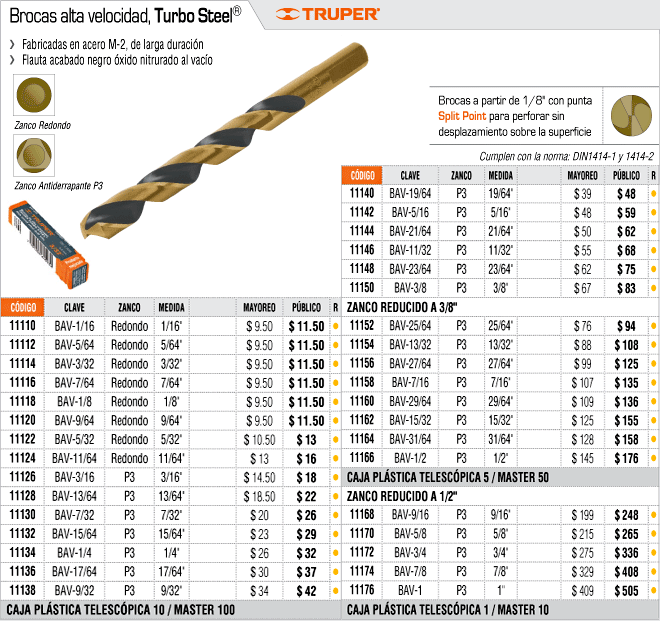 Brocas alta velocidad, Turbo Steel®
TRUPER®
› Fabricadas en acero M-2, de larga duración
› Flauta acabado negro óxido nitrurado al vacío
Zanco Redondo
Zanco Antiderrapante P3
TRUPER
Brocas a partir de 1/8" con punta
Split Point para perforar sin
desplazamiento sobre la superficie
Cumplen con la norma: DIN1414-1 y 1414-2
CÓDIGO CLAVE ZANCO MEDIDA MAYOREO PÚBLICO R
11110 BAV-1/16 Redondo 1/16" $ 9.50 $ 11.50
11112 BAV-5/64 Redondo 5/64" $ 9.50 $ 11.50
11114 BAV-3/32 Redondo 3/32" $ 9.50 $ 11.50
11116 BAV-7/64 Redondo 7/64" $ 9.50 $ 11.50
11118 BAV-1/8 Redondo 1/8" $ 9.50 $ 11.50
11120 BAV-9/64 Redondo 9/64" $ 9.50 $ 11.50
11122 BAV-5/32 Redondo 5/32" $ 10.50 $ 13
11124 BAV-11/64 Redondo 11/64" $ 13 $ 16
11126 BAV-3/16 P3 3/16" $ 14.50 $ 18
11128 BAV-13/64 P3 13/64" $ 18.50 $ 22
11130 BAV-7/32 P3 7/32" $ 20 $ 26
11132 BAV-15/64 P3 15/64" $ 23 $ 29
11134 BAV-1/4 P3 1/4" $ 26 $ 32
11136 BAV-17/64 P3 17/64" $ 30 $ 37
11138 BAV-9/32 P3 9/32" $ 34 $ 42
CAJA PLÁSTICA TELESCÓPICA 10 / MASTER 100
CÓDIGO CLAVE ZANCO MEDIDA MAYOREO PÚBLICO R
11140 BAV-19/64 P3 19/64" $ 39 $ 48
11142 BAV-5/16 P3 5/16" $ 48 $ 59
11144 BAV-21/64 P3 21/64" $ 50 $ 62
11146 BAV-11/32 P3 11/32" $ 55 $ 68
11148 BAV-23/64 P3 23/64" $ 62 $ 75
11150 BAV-3/8 P3 3/8" $ 67 $ 83
ZANCO REDUCIDO A 3/8"
11152 BAV-25/64 P3 25/64" $ 76 $ 94
11154 BAV-13/32 P3 13/32" $ 88 $ 108
11156 BAV-27/64 P3 27/64" $ 99 $ 125
11158 BAV-7/16 P3 7/16" $ 107 $ 135
11160 BAV-29/64 P3 29/64" $ 109 $ 136
11162 BAV-15/32 P3 15/32" $ 125 $ 155
11164 BAV-31/64 P3 31/64" $ 128 $ 158
11166 BAV-1/2 P3 1/2" $ 145 $ 176
CAJA PLÁSTICA TELESCÓPICA 5 / MASTER 50
ZANCO REDUCIDO A 1/2"
11168 BAV-9/16 P3 9/16" $ 199 $ 248
11170 BAV-5/8 P3 5/8" $ 215 $ 265
11172 BAV-3/4 P3 3/4" $ 275 $ 336
11174 BAV-7/8 P3 7/8" $ 329 $ 408
11176 BAV-1 P3 1" $ 409 $ 505
CAJA PLÁSTICA TELESCÓPICA 1 / MASTER 10